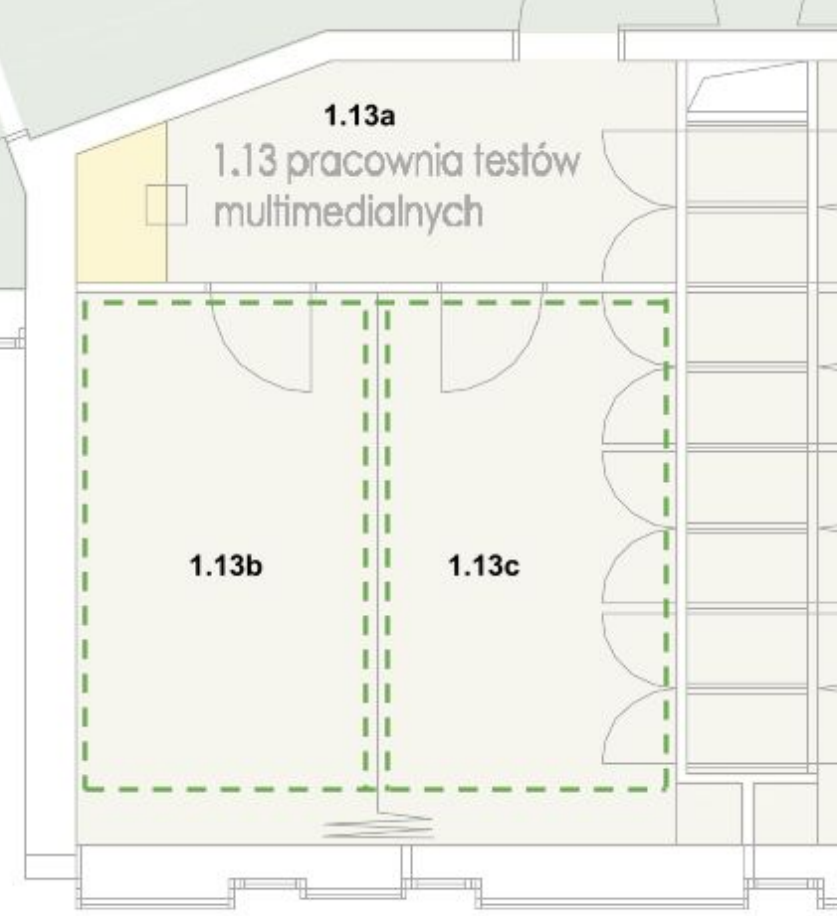 1.13a
1.13 pracownia testów
multimedialnych
1.13b
1.13c